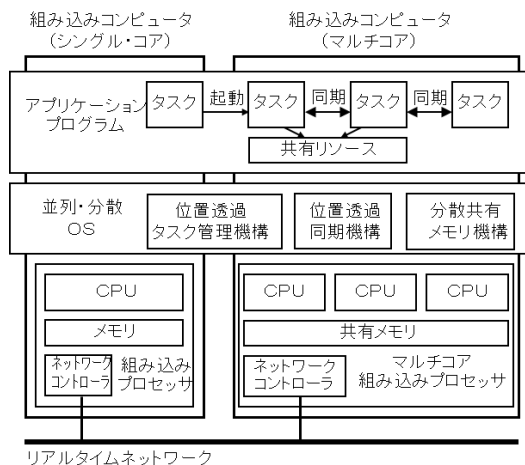 組み込みコンピュータ
(シングル・コア)
組み込みコンピュータ
(マルチコア)
アプリケーション
プログラム
タスク
起動
タスク
同期
タスク
同期
タスク
共有リソース
並列・分散
OS
位置透過
タスク管理機構
位置透過
同期機構
分散共有
メモリ機構
CPU
メモリ
ネットワーク
コントローラ
組み込み
プロセッサ
CPU
CPU
CPU
共有メモリ
ネットワーク
コントローラ
マルチコア
組み込みプロセッサ
リアルタイムネットワーク